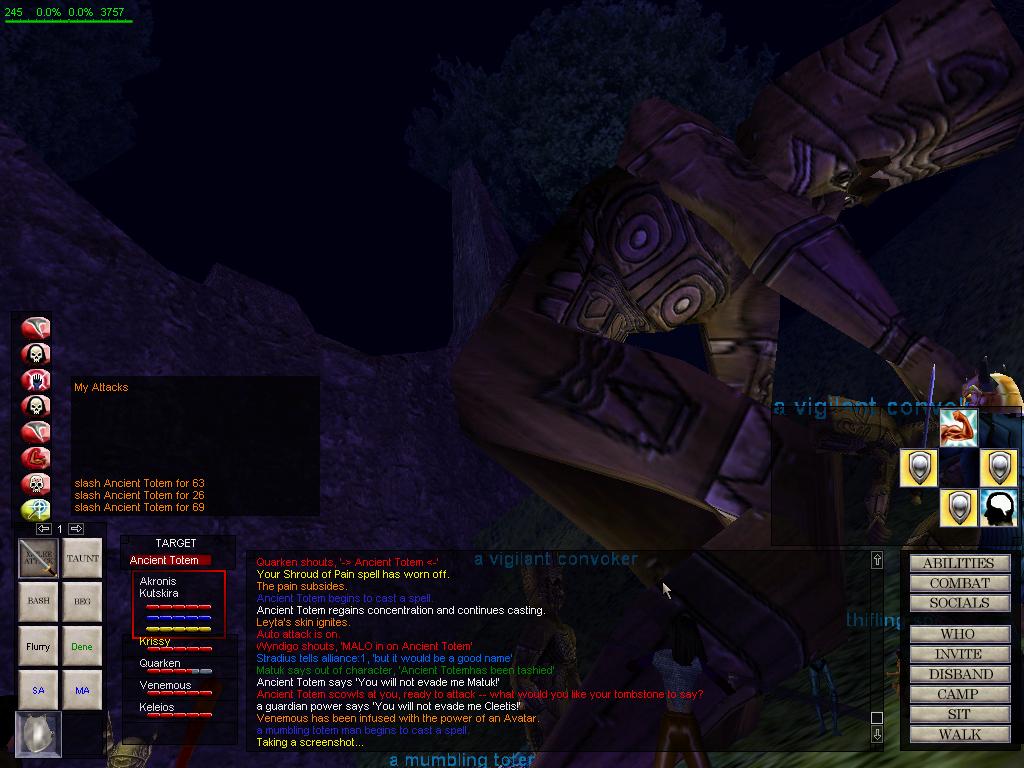 245 0.0% 0.0% 3757
a vigilant convok
My Attacks
slash Ancient Totem for 63
slash Ancient Totem for 26
slash Ancient Totem for 69
1
TAUNT
BASH
BEG
Flurry
Dene
SA
MA
TARGET
Ancient Totem
Akronis
Kutskira
Krissy
Quarken
Venemous
Keleios
a vigilant convoker
Quarken shouts, '-> Ancient Totem <-'
Your Shroud of Pain spell has worn off.
The pain subsides.
Ancient Totem begins to cast a spell.
Ancient Totem regains concentration and continues casting.
Leyta's skin ignites.
Auto attack is on.
Wyndigo shouts, 'MALO in on Ancient Totem'
Stradius tells alliance:1, 'but it would be a good name'
Matuk says out of character, 'Ancient Totemhas been tashied'
Ancient Totem says 'You will not evade me Matuk!'
Ancient Totem scowls at you, ready to attack -- what would you like your tombstone to say?
a guardian power says 'You will not evade me Cleetis!'
Venemous has been infused with the power of an Avatar.
a mumbling totem man begins to cast a spell.
Taking a screenshot...
a mumbling toter
ABILITIES
COMBAT
SOCIALS
WHO
INVITE
DISBAND
CAMP
SIT
WALK